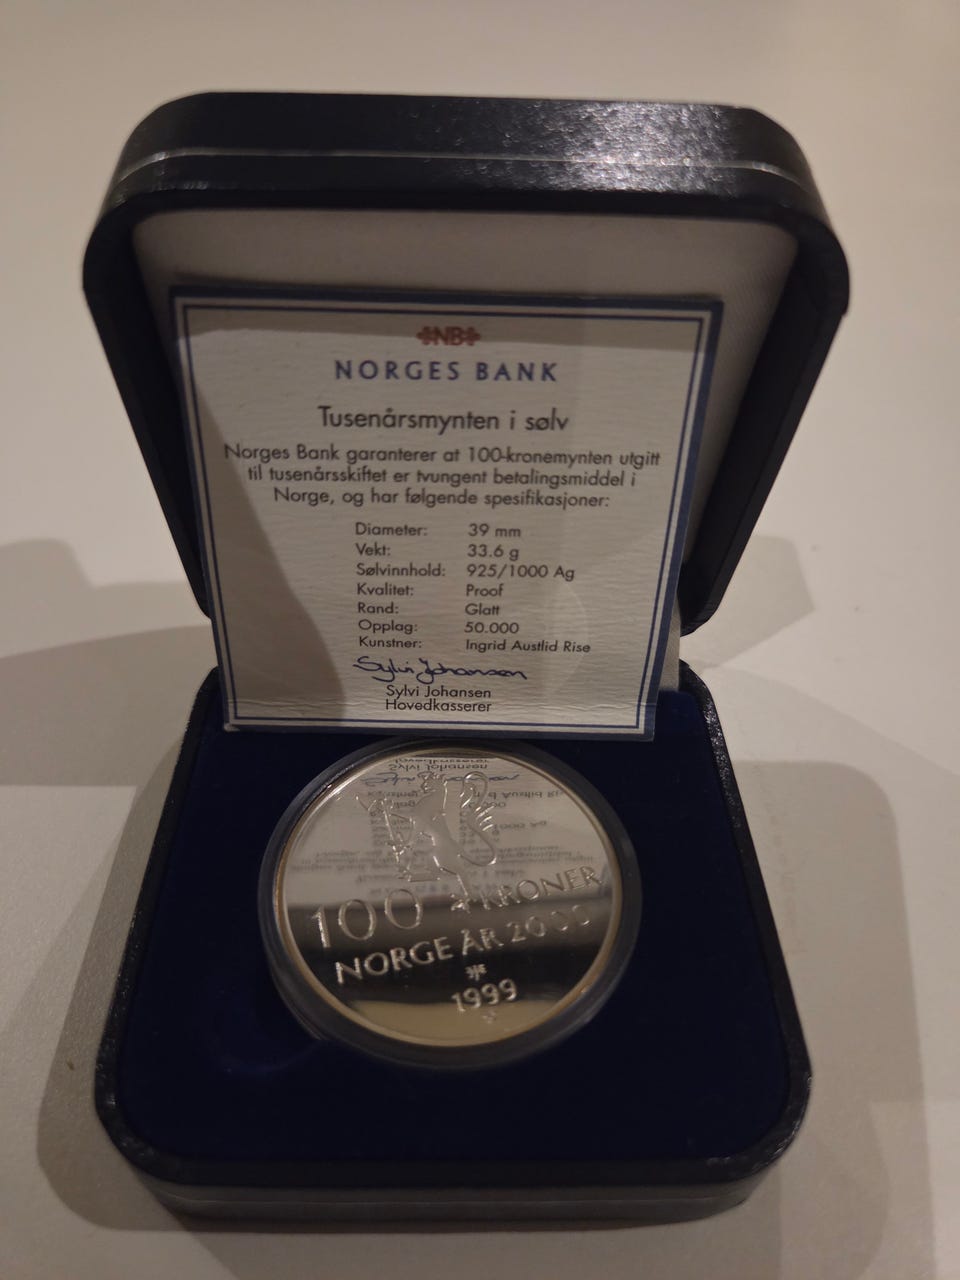 NB
NORGES BANK
Tusenårsmynten i sølv
Norges Bank garanterer at 100-kronemynten utgitt
til tusenårsskiftet er tvungent betalingsmiddel i
Norge, og har følgende spesifikasjoner:
Diameter: 39 mm
Vekt: 33.6 g
Sølvinnhold: 925/1000 Ag
Kvalitet: Proof
Rand: Glatt
Opplag: 50.000
Kunstner: Ingrid Austlid Rise
Sylvi Johansen
Sylvi Johansen
Hovedkasserer
100 KRONER
NORGE ÅR 2000
1999